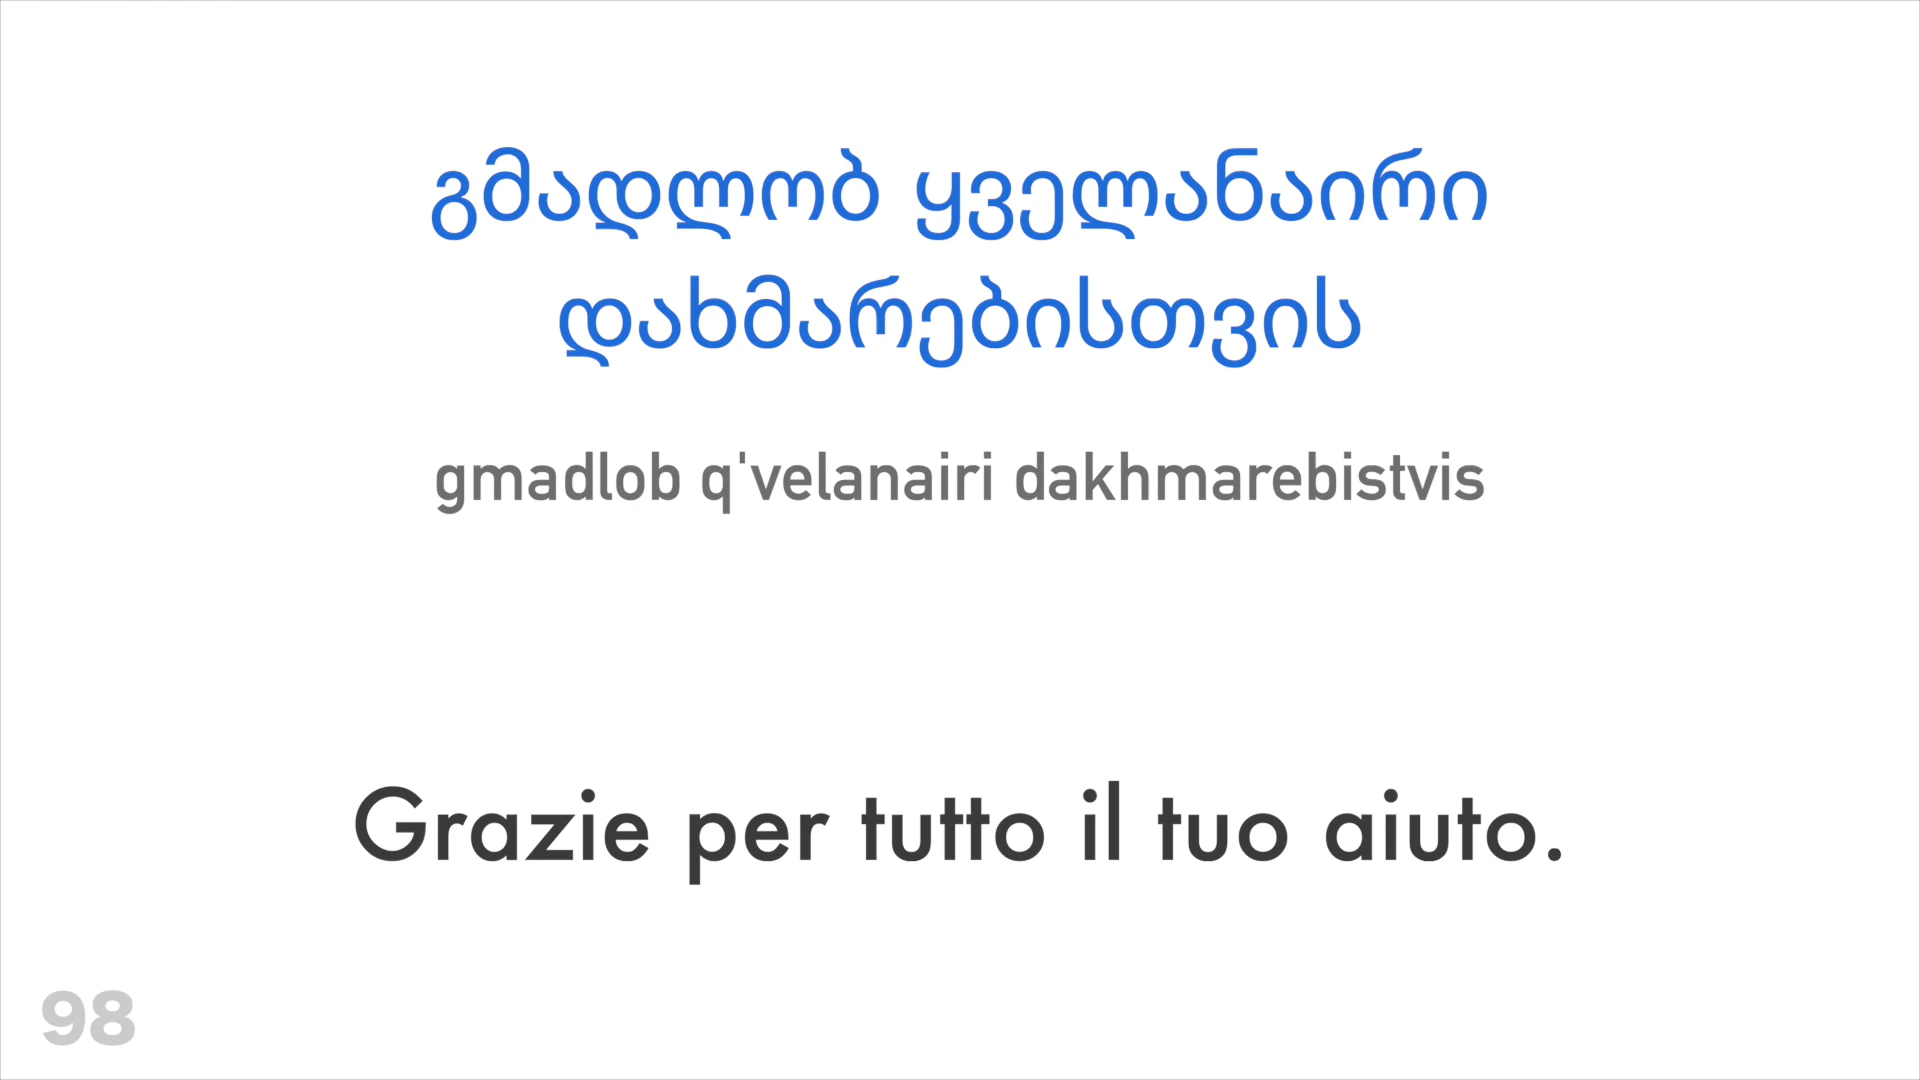 გმადლობ ყველანაირი
დახმარებისთვის
gmadlob q'velanairi dakhmarebistvis
Grazie per tutto il tuo aiuto.
98